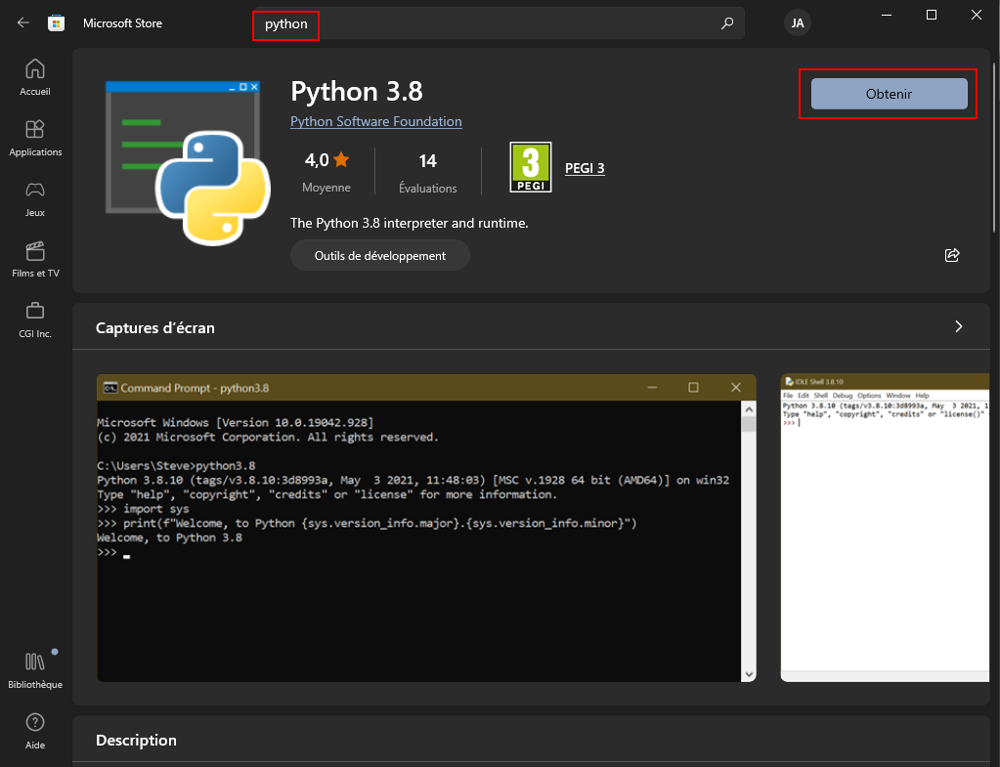 Microsoft Store
python
JA
Accueil
Applications
Jeux
Films et TV
CGI Inc.
Bibliothèque
Aide
Python 3.8
Obtenir
Python Software Foundation
4,0
Moyenne
14
Évaluations
3
PEGI
PEGI 3
The Python 3.8 interpreter and runtime.
Outils de développement
Captures d’écran
Command Prompt - python3.8
Microsoft Windows [Version 10.0.19042.928]
(c) 2021 Microsoft Corporation. All rights reserved.
C:\Users\Steve>python3.8
Python 3.8.10 (tags/v3.8.10:3d8993a, May  3 2021, 11:48:03) [MSC v.1928 64 bit (AMD64)] on win32
Type "help", "copyright", "credits" or "license" for more information.
>>> import sys
>>> print(f"Welcome, to Python {sys.version_info.major}.{sys.version_info.minor}")
Welcome, to Python 3.8
>>>
IDLE Shell 3.8.10
File Edit Shell Debug Options Window Help
Python 3.8.10 (tags/v3.8.10:3d8993a, May  3 2021, 1
Type "help", "copyright", "credits" or "license()"
>>>
Description